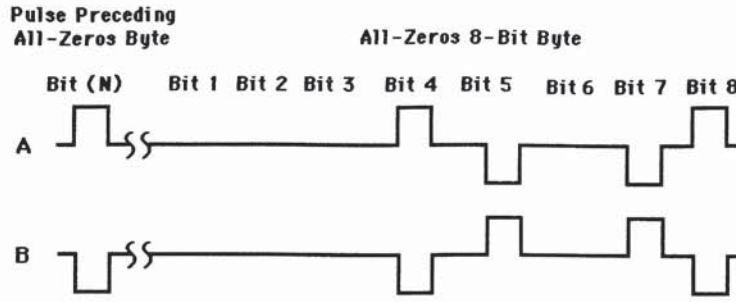 Pulse Preceding
All-Zeros Byte
All-Zeros 8-Bit Byte
Bit (N) Bit 1 Bit 2 Bit 3 Bit 4 Bit 5 Bit 6 Bit 7 Bit 8
A
B